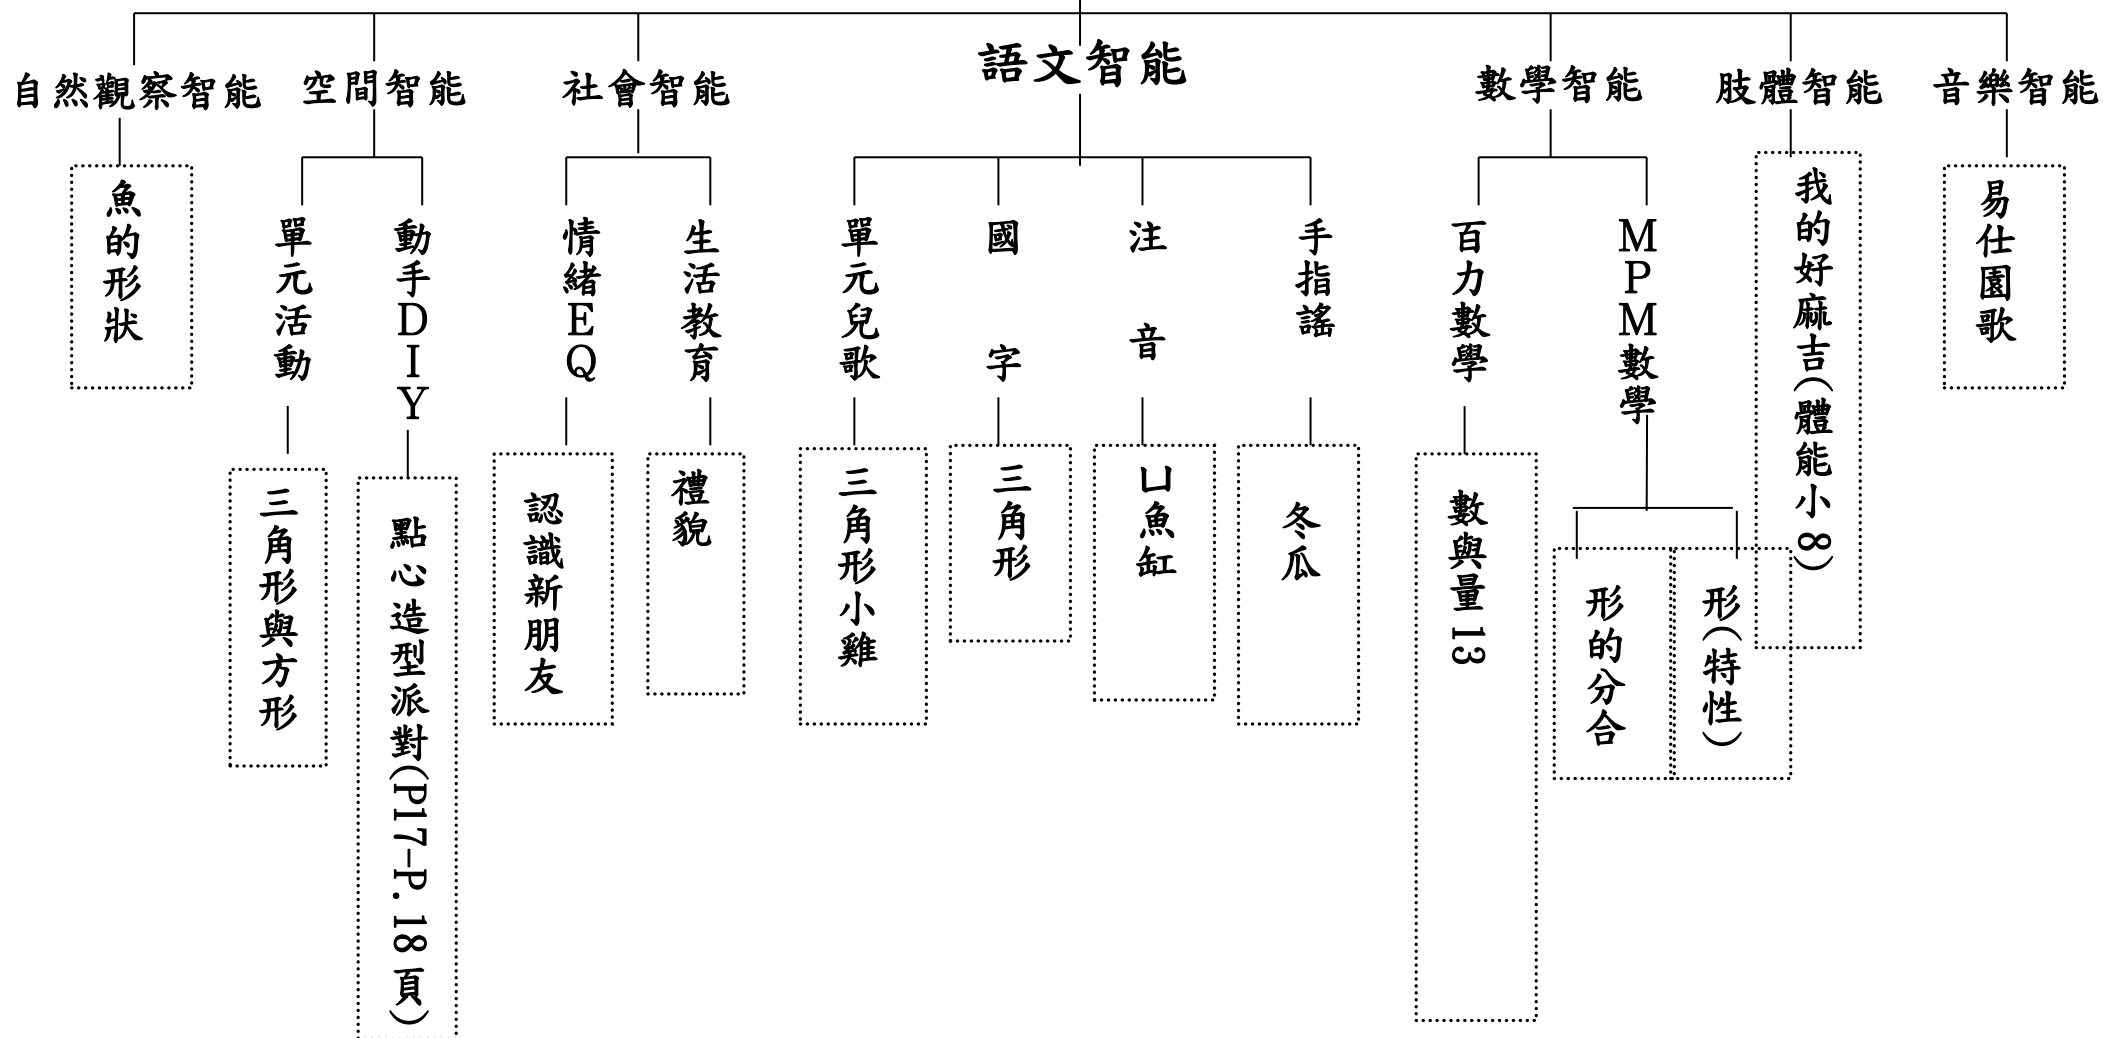 自然觀察智能
空間智能
社會智能
語文智能
數學智能
肢體智能
音樂智能
魚的形狀
單元活動
動手DIY
情緒EQ
生活教育
單元兒歌
國字
注音
手指謠
百力數學
MPM數學
我的好麻吉(體能小8)
易仕園歌
三角形與方形
點心造型派對(P17-P.18頁)
認識新朋友
禮貌
三角形小雞
三角形
ㄩ魚缸
冬瓜
數與量13
形的分合
形(特性)